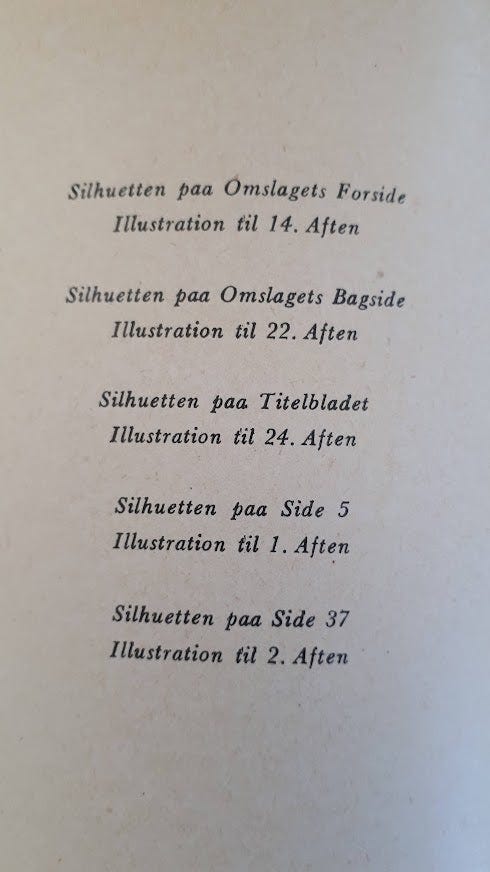 Silhuetten paa Omslagets Forside
Illustration til 14. Aften
Silhuetten paa Omslagets Bagside
Illustration til 22. Aften
Silhuetten paa Titelbladet
Illustration til 24. Aften
Silhuetten paa Side 5
Illustration til 1. Aften
Silhuetten paa Side 37
Illustration til 2. Aften